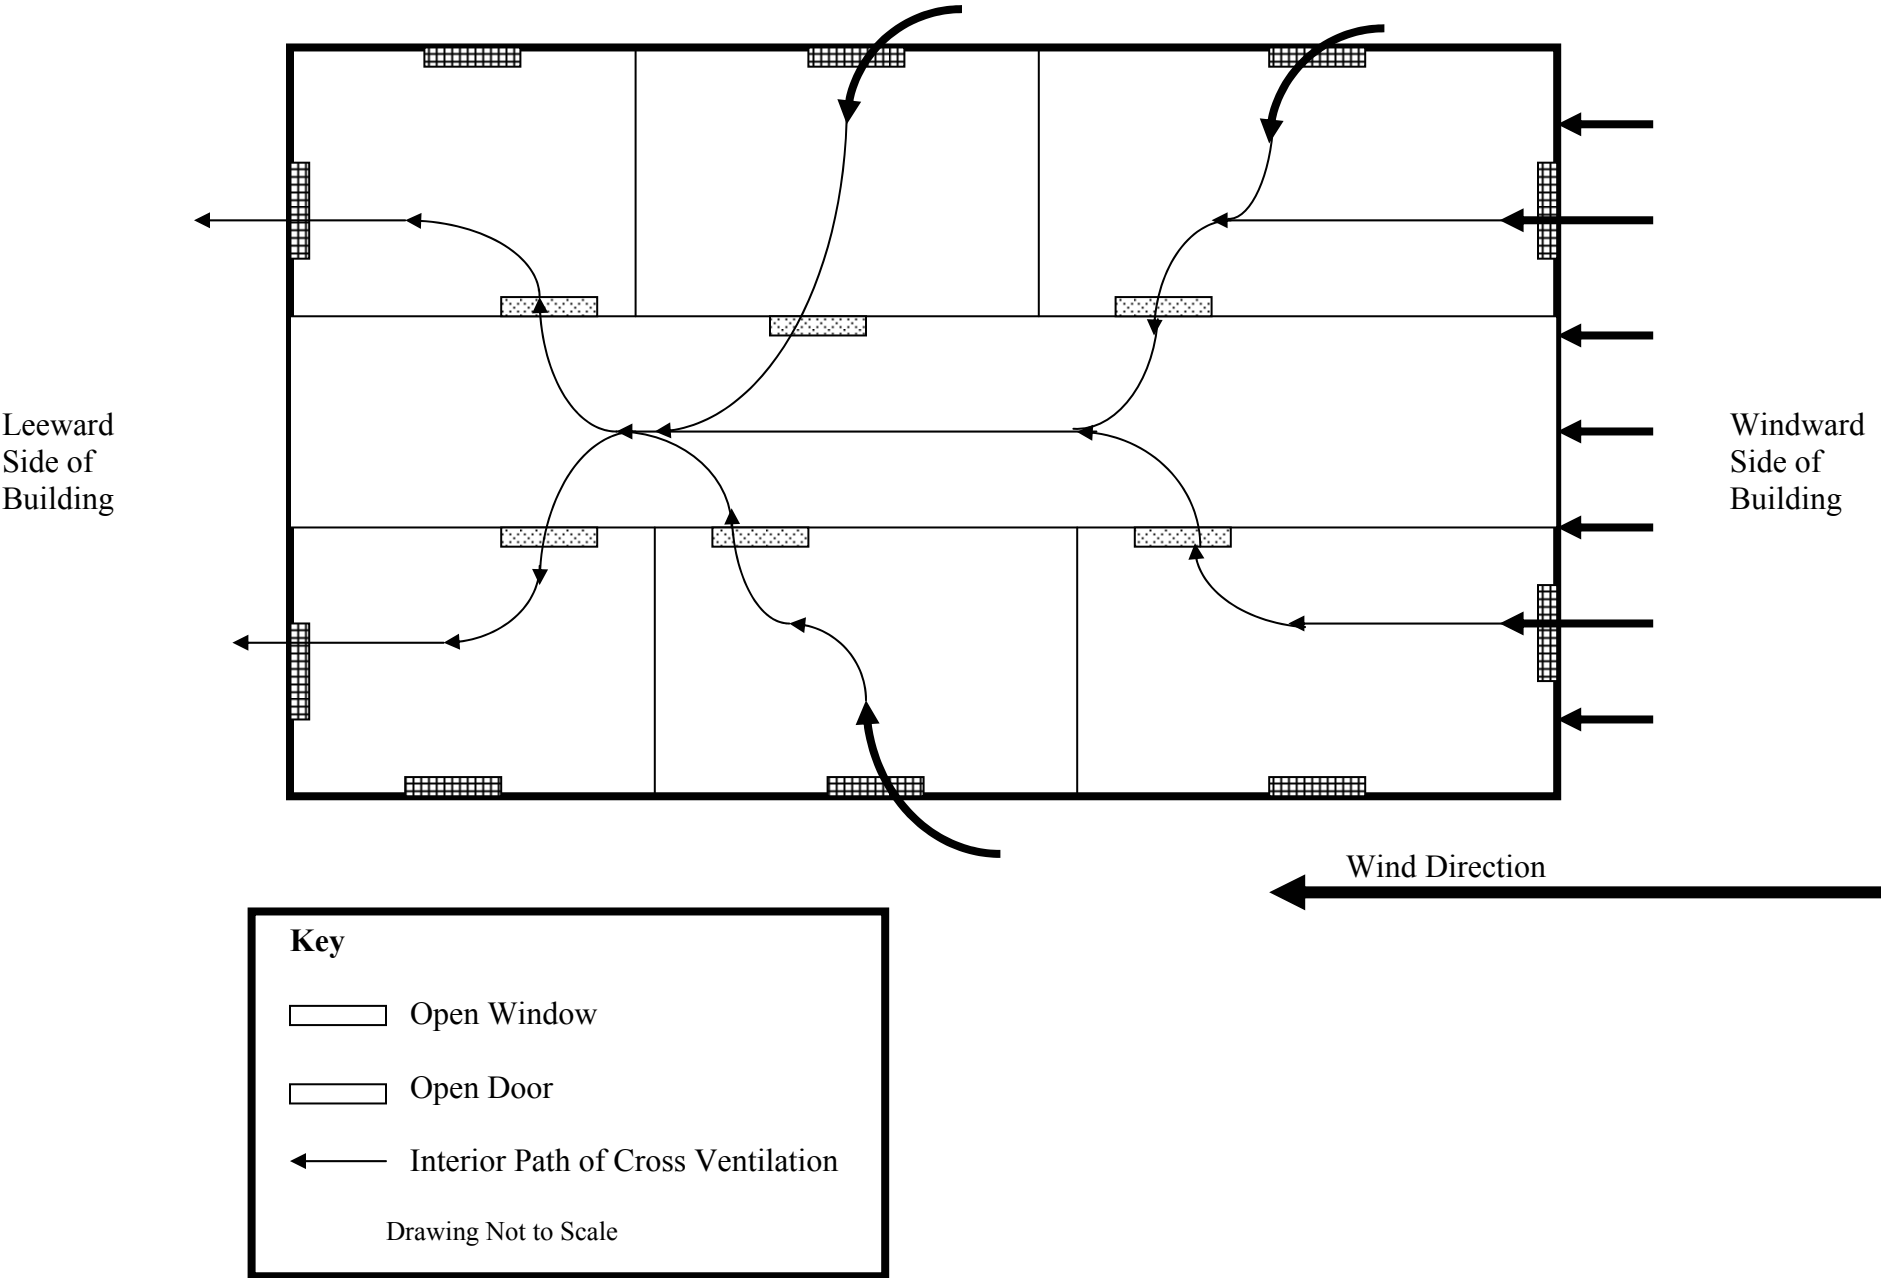 Leeward
Side of
Building
Windward
Side of
Building
Wind Direction
Key
Open Window
Open Door
Interior Path of Cross Ventilation
Drawing Not to Scale